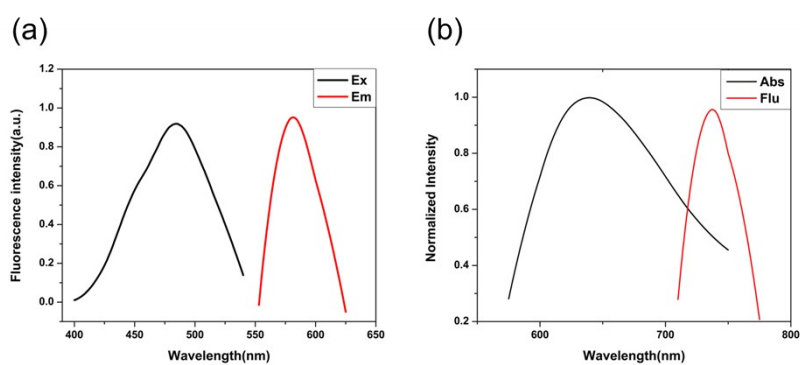 (a)
Fluorescence intensity(a.u.)
1.2
1.0
0.8
0.6
0.4
0.2
0.0
Ex
Em
400 450 500 550 600 650
Wavelength(nm)
(b)
Normalized Intensity
1.0
0.8
0.6
0.4
0.2
Abs
Flu
600 700 800
Wavelength(nm)